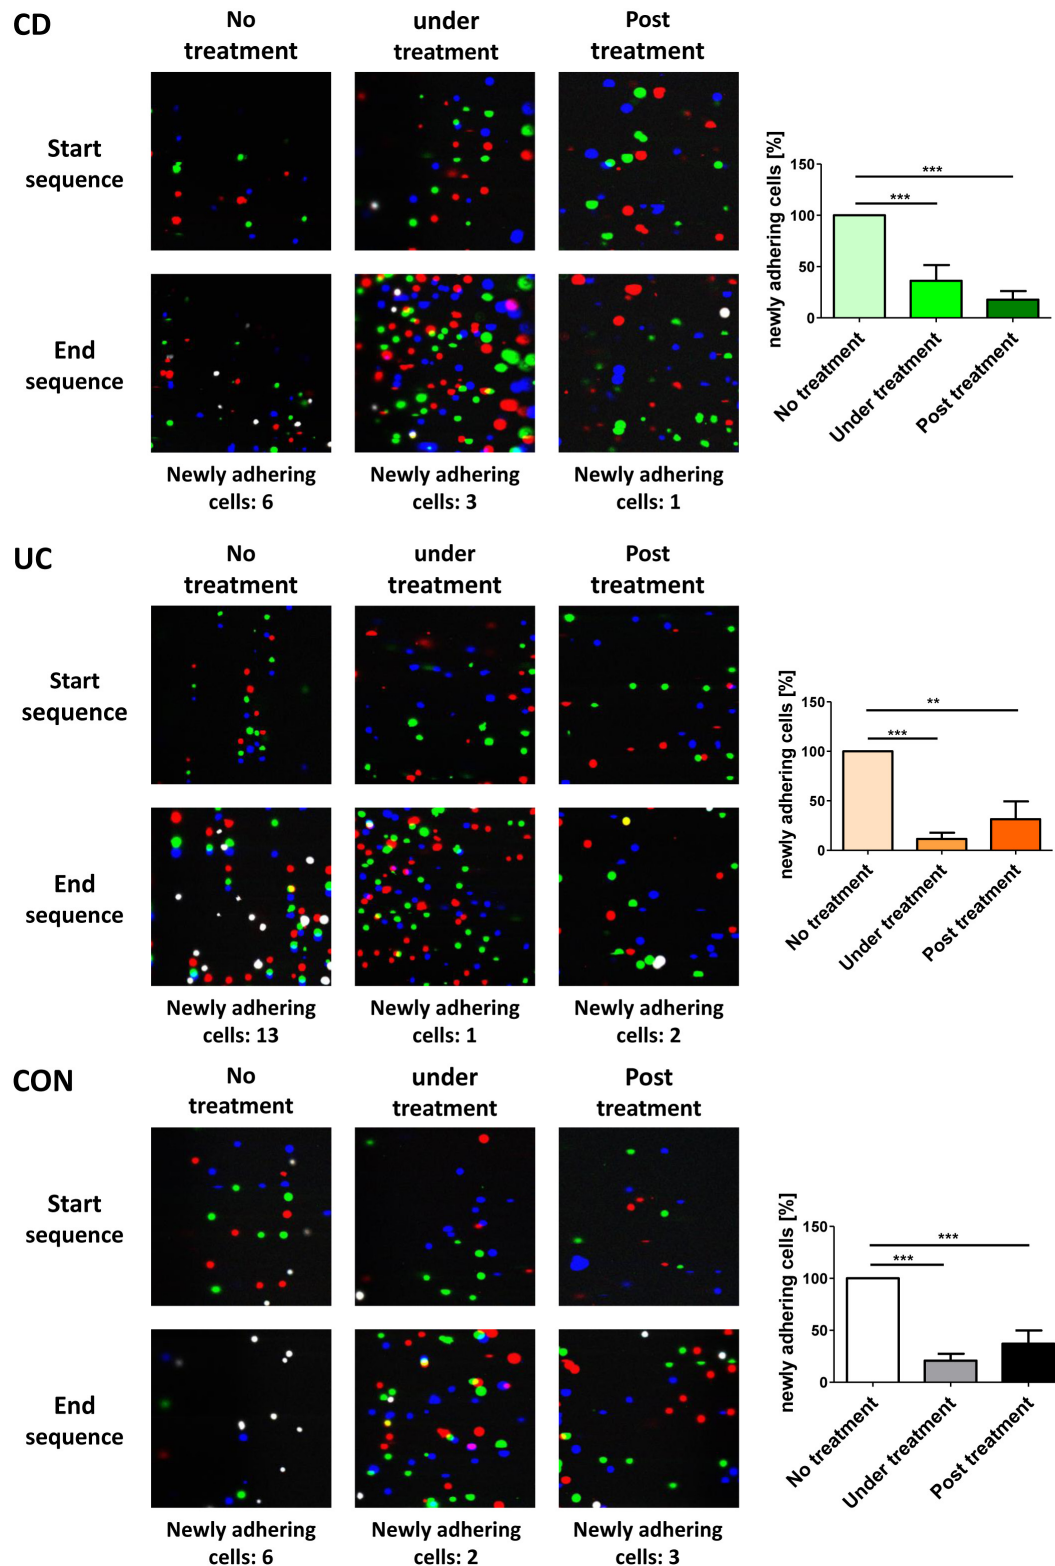 CD
No
treatment
under
treatment
Post
treatment
Start
sequence
End
sequence
Newly adhering
cells: 6
Newly adhering
cells: 3
Newly adhering
cells: 1
newly adhering cells [%]
150
100
50
0
***
***
No treatment
Under treatment
Post treatment
UC
No
treatment
under
treatment
Post
treatment
Start
sequence
End
sequence
Newly adhering
cells: 13
Newly adhering
cells: 1
Newly adhering
cells: 2
newly adhering cells [%]
150
100
50
0
**
***
No treatment
Under treatment
Post treatment
CON
No
treatment
under
treatment
Post
treatment
Start
sequence
End
sequence
Newly adhering
cells: 6
Newly adhering
cells: 2
Newly adhering
cells: 3
newly adhering cells [%]
150
100
50
0
***
***
No treatment
Under treatment
Post treatment